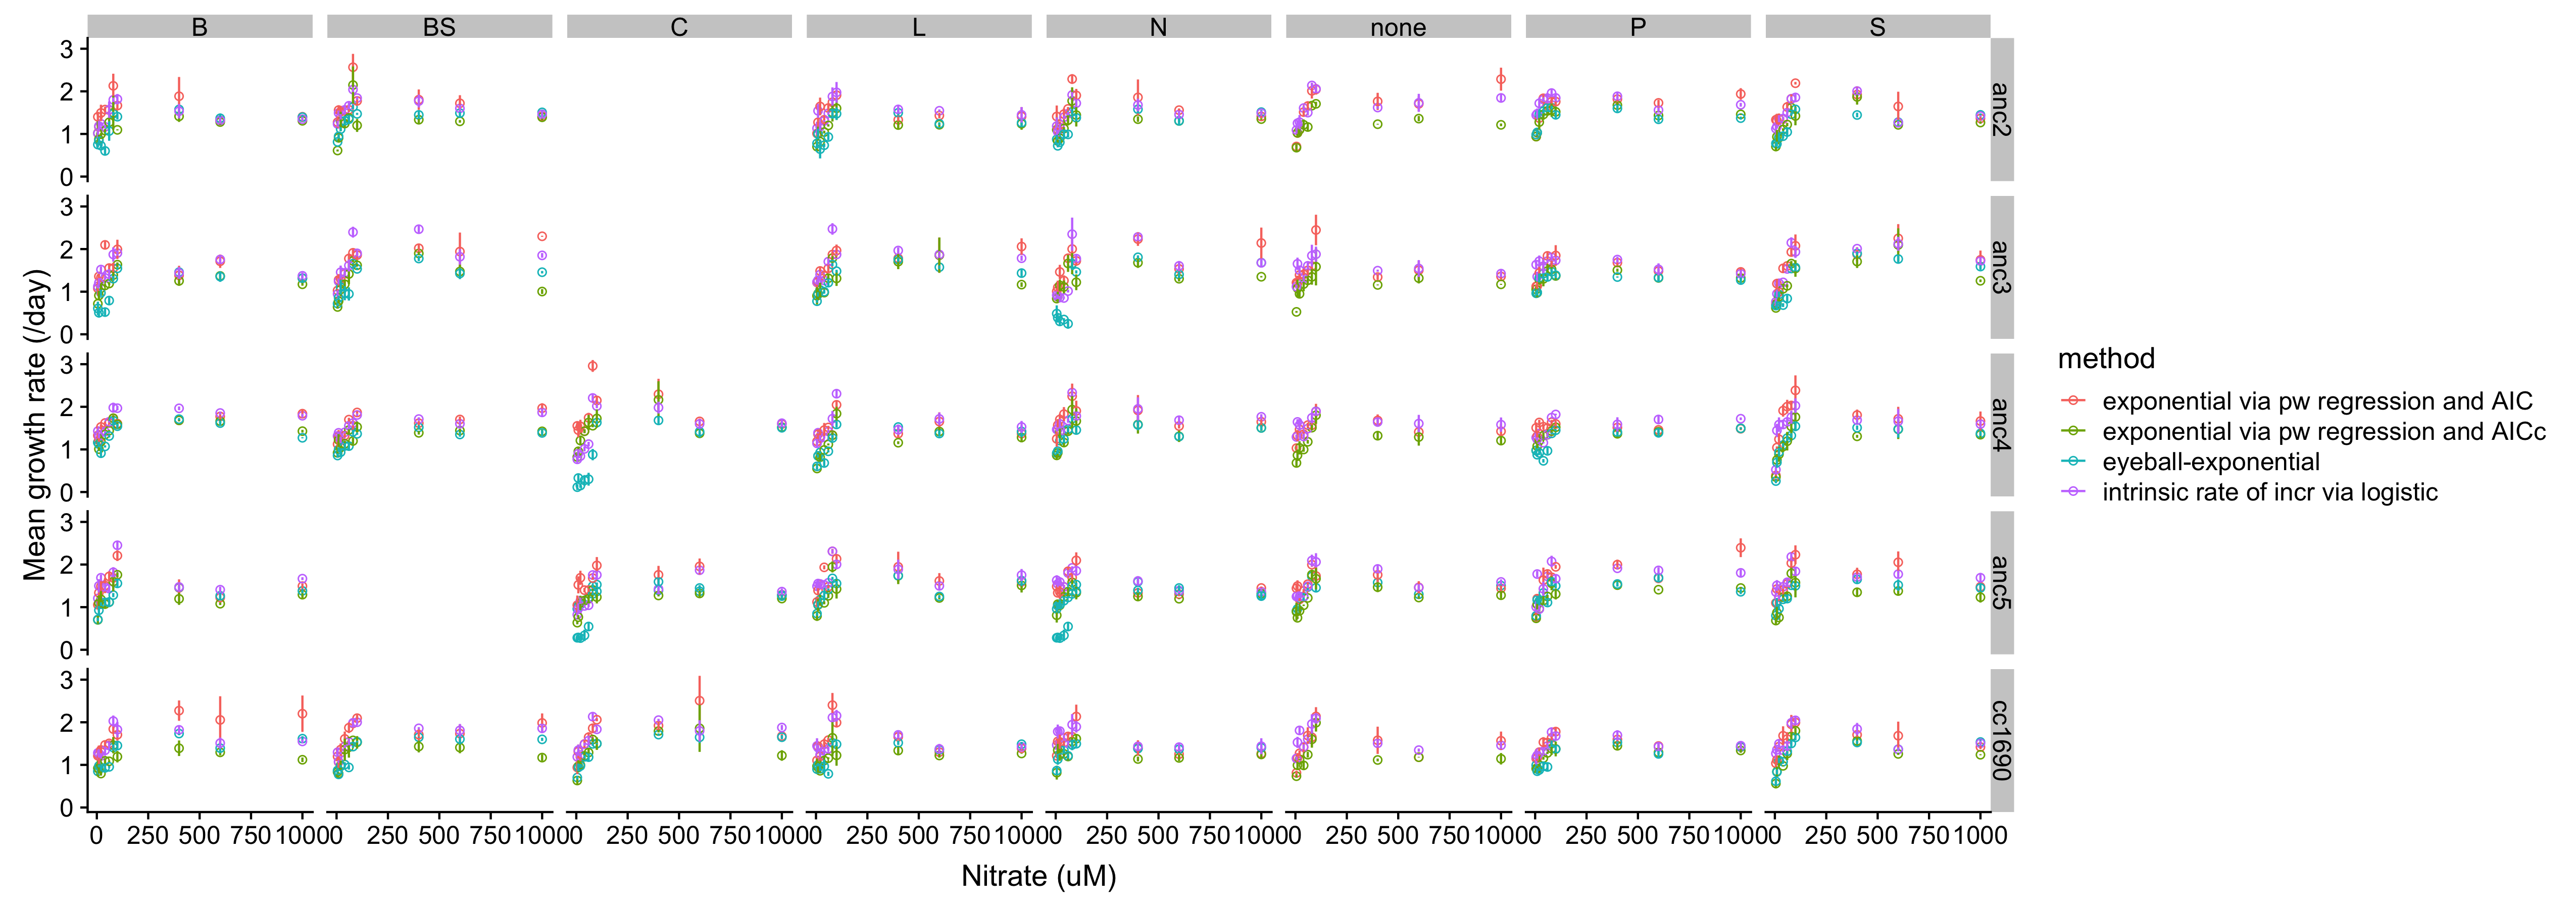 B BS C L N none P S
3
2
1
0
anc2
3
2
1
0
anc3
3
2
1
0
anc4
3
2
1
0
anc5
3
2
1
0
cc1690
Mean growth rate (/day)
0 250 500 750 1000 0 250 500 750 1000 0 250 500 750 1000 0 250 500 750 1000 0 250 500 750 1000 0 250 500 750 1000 0 250 500 750 1000 0 250 500 750 1000
Nitrate (uM)
method
exponential via pw regression and AIC
exponential via pw regression and AICc
eyeball-exponential
intrinsic rate of incr via logistic